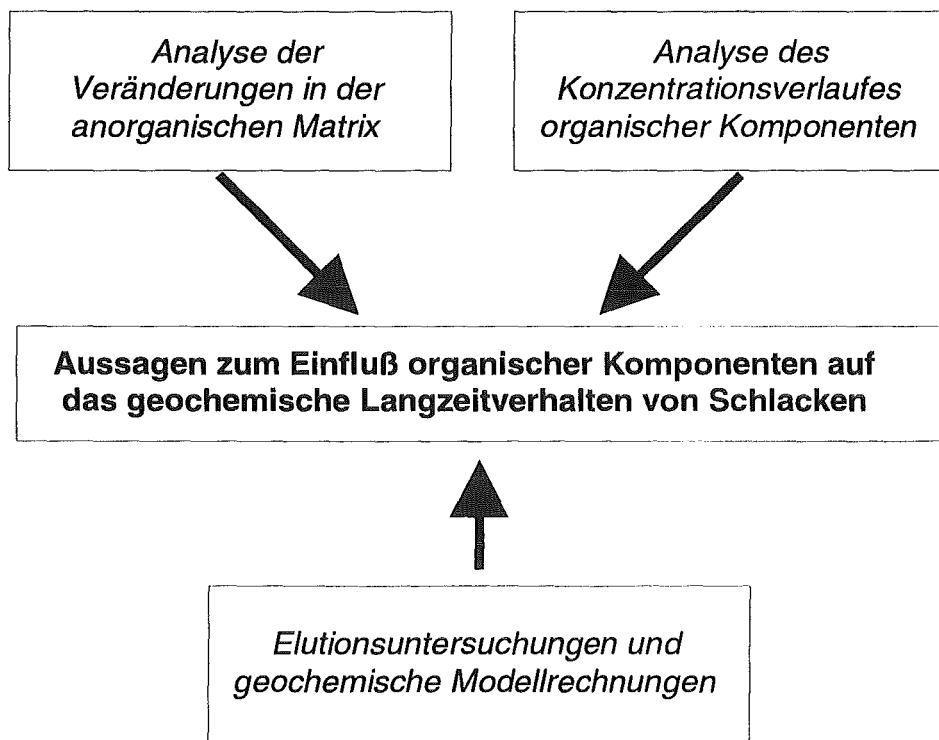 Analyse der
Veränderungen in der
anorganischen Matrix
Analyse des
Konzentrationsverlaufes
organischer Komponenten
Aussagen zum Einfluß organischer Komponenten auf
das geochemische Langzeitverhalten von Schlacken
Elutionsuntersuchungen und
geochemische Modellrechnungen